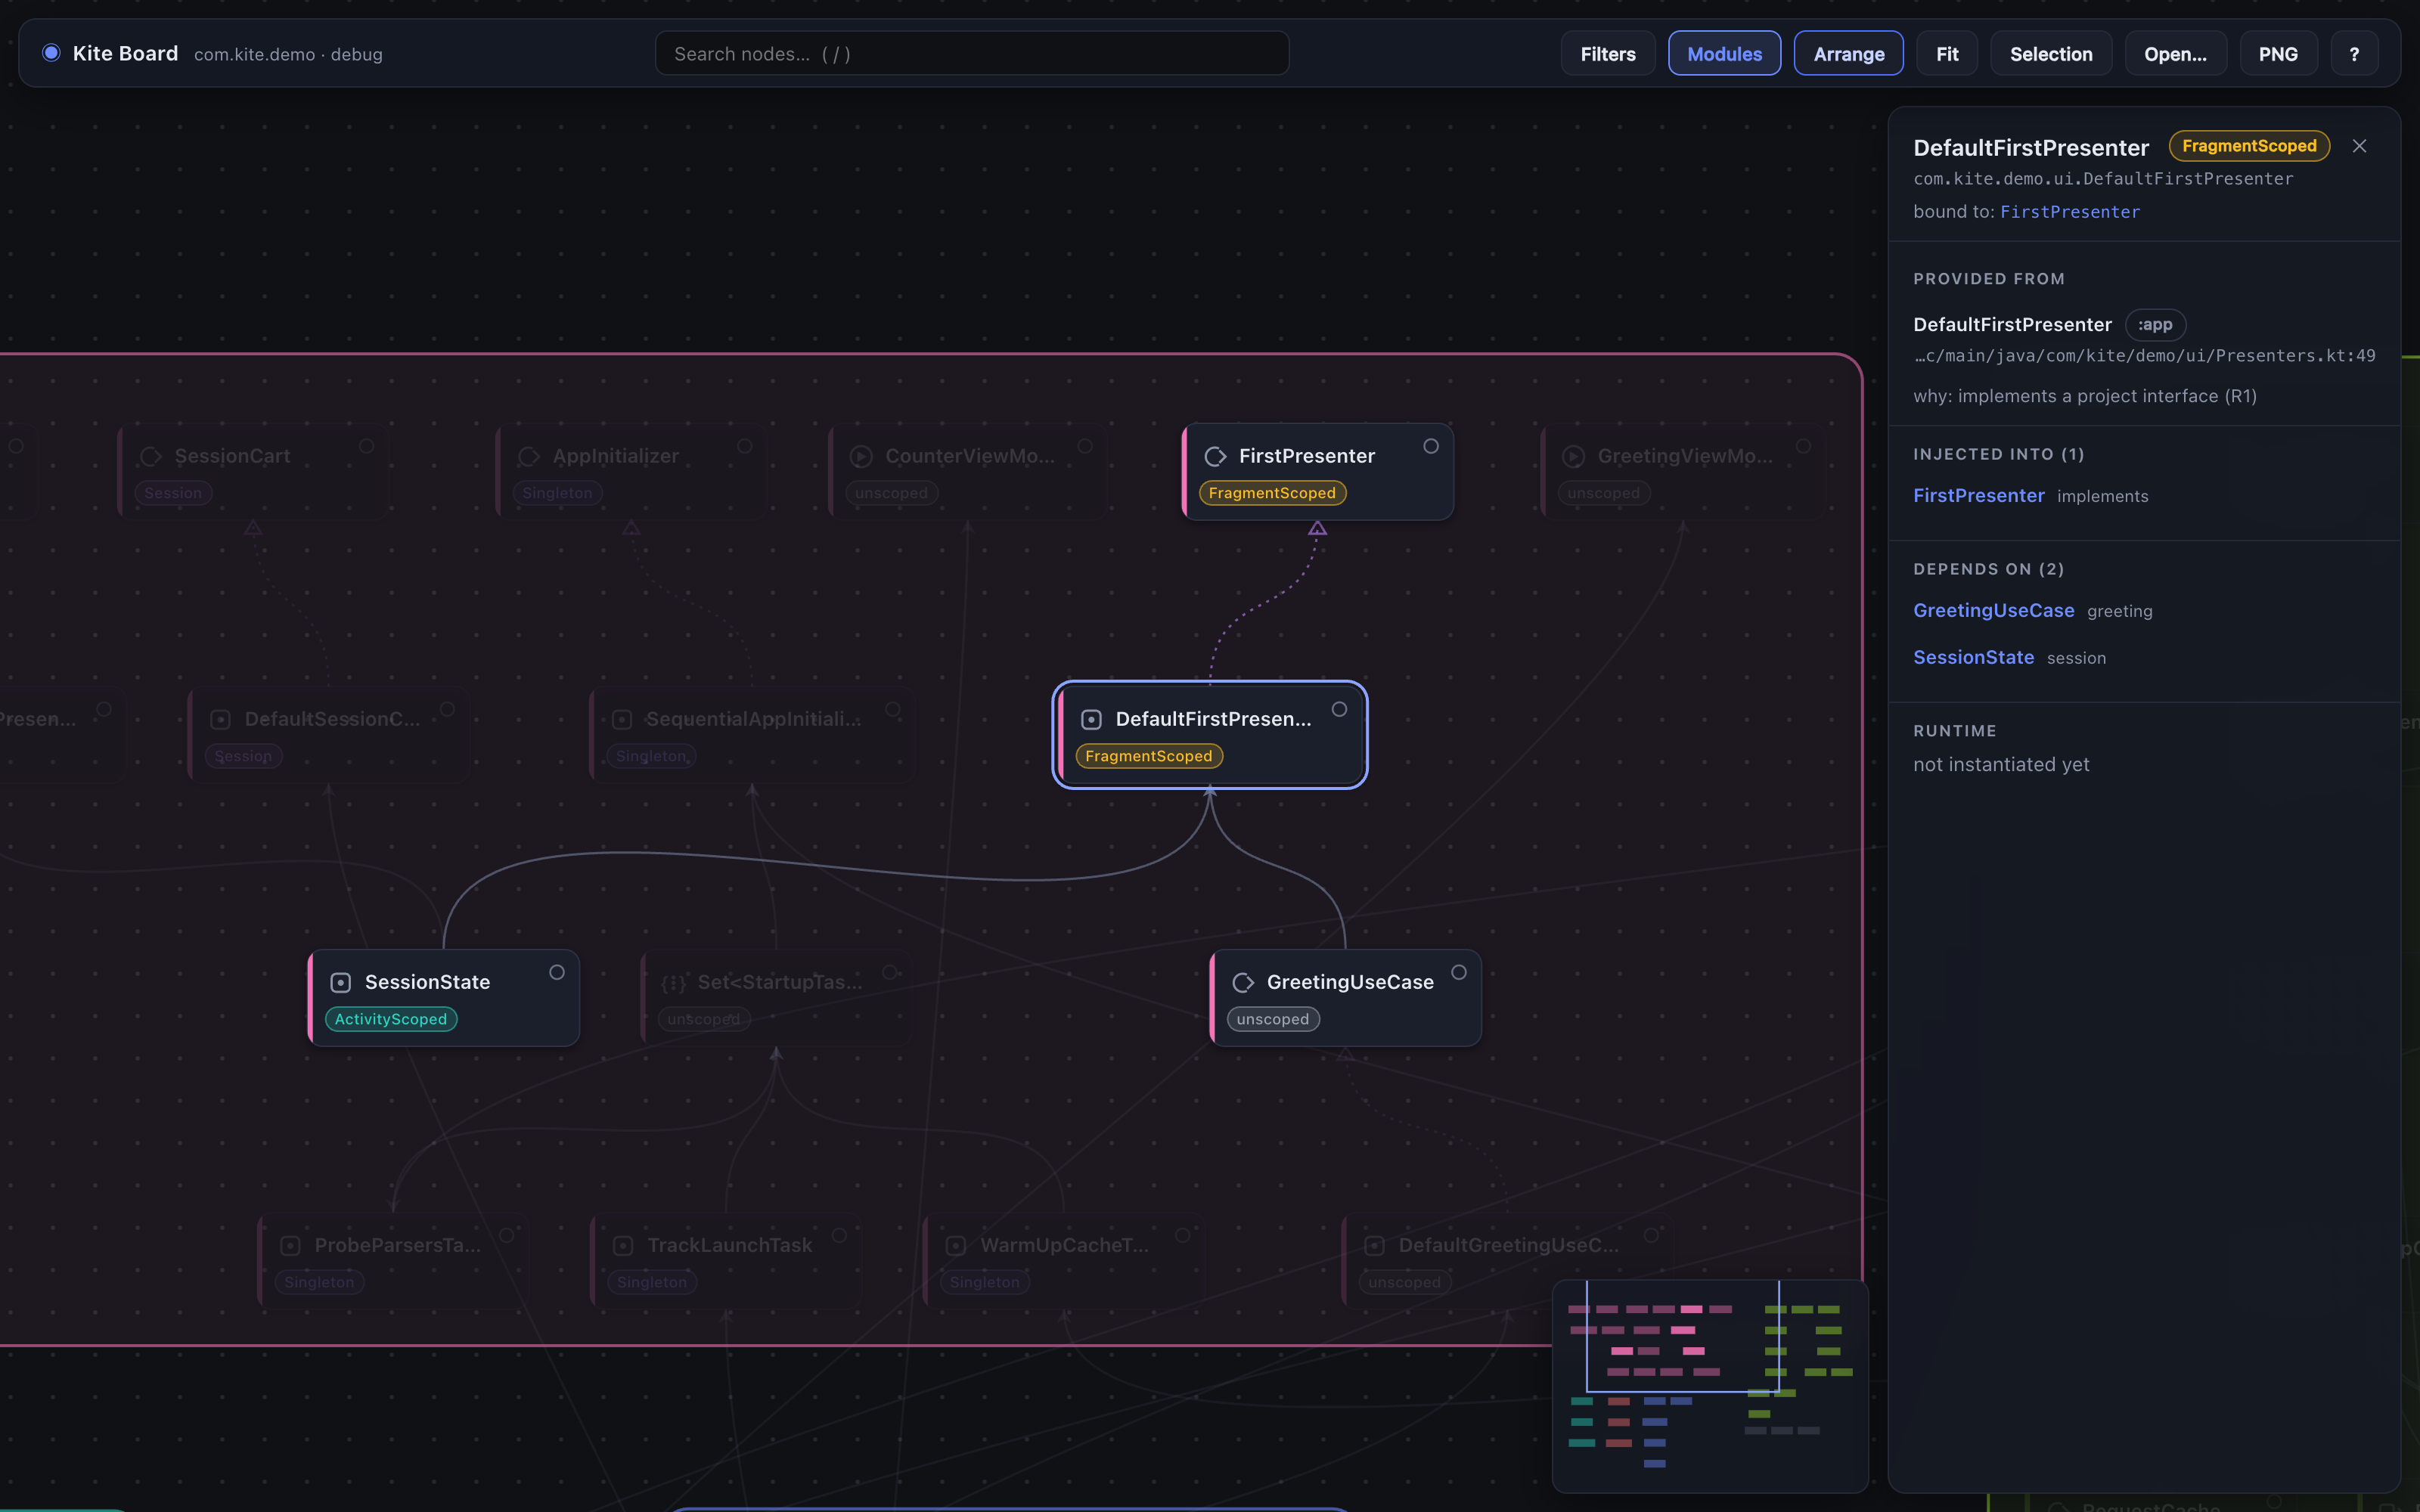 Kite Board com.kite.demo · debug
Search nodes... ( / )
Filters
Modules
Arrange
Fit
Selection
Open...
PNG
?
SessionCart
Session
AppInitializer
Singleton
CounterViewMo...
unscoped
FirstPresenter
FragmentScoped
GreetingViewMo...
unscoped
Presen...
DefaultSessionC...
Session
SequentialAppInitiali...
Singleton
DefaultFirstPresen...
FragmentScoped
SessionState
ActivityScoped
Set<StartupTas...
unscoped
GreetingUseCase
unscoped
ProbeParsersTa...
Singleton
TrackLaunchTask
Singleton
WarmUpCacheT...
Singleton
DefaultGreetingUseC...
unscoped
DefaultFirstPresenter FragmentScoped
com.kite.demo.ui.DefaultFirstPresenter
bound to: FirstPresenter
PROVIDED FROM
DefaultFirstPresenter :app
…c/main/java/com/kite/demo/ui/Presenters.kt:49
why: implements a project interface (R1)
INJECTED INTO (1)
FirstPresenter implements
DEPENDS ON (2)
GreetingUseCase greeting
SessionState session
RUNTIME
not instantiated yet
RequestCache